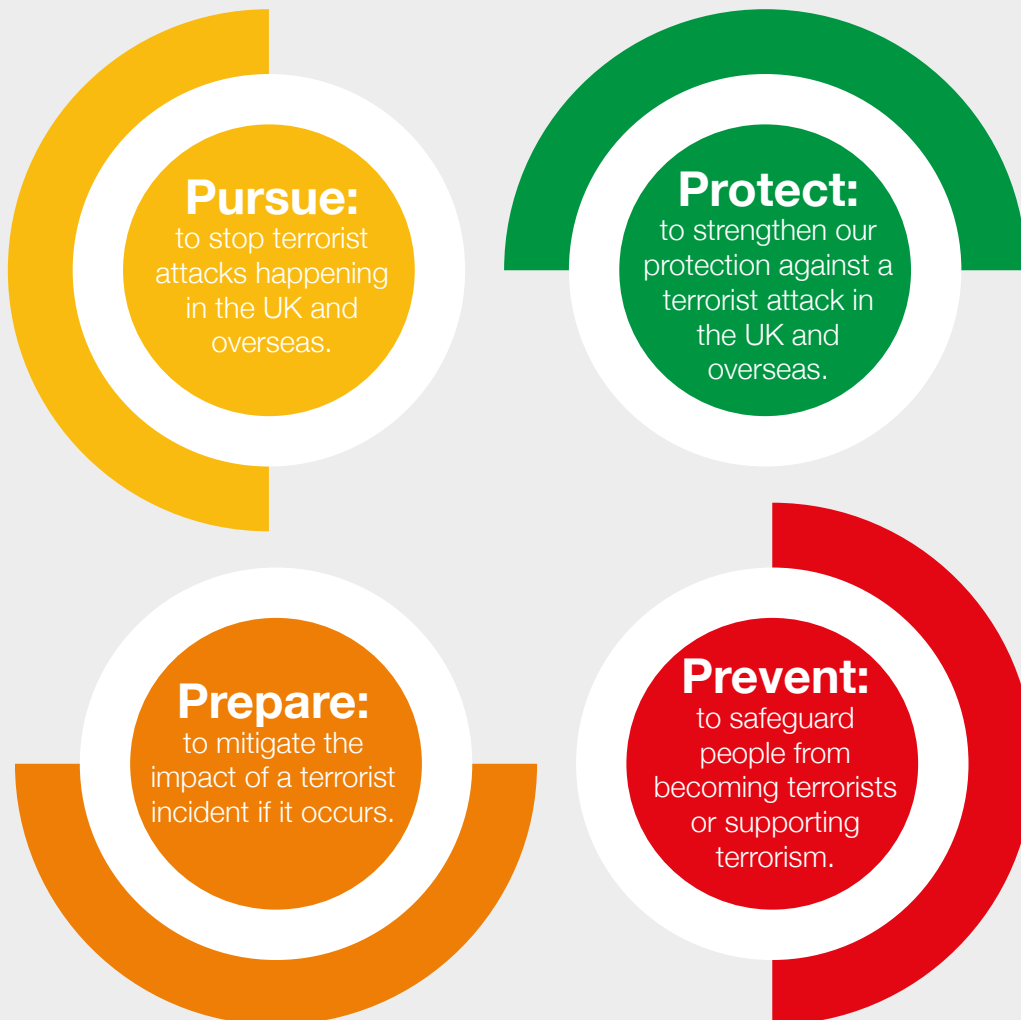 Pursue:
to stop terrorist
attacks happening
in the UK and
overseas.
Protect:
to strengthen our
protection against a
terrorist attack in
the UK and
overseas.
Prepare:
to mitigate the
impact of a terrorist
incident if it occurs.
Prevent:
to safeguard
people from
becoming terrorists
or supporting
terrorism.